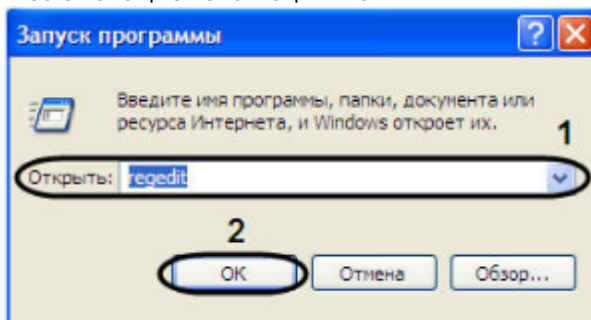 Запуск программы
Введите имя программы, папки, документа или
ресурса Интернета, и Windows откроет их.
1
Открыть: regedit
2
OK Отмена Обзор...